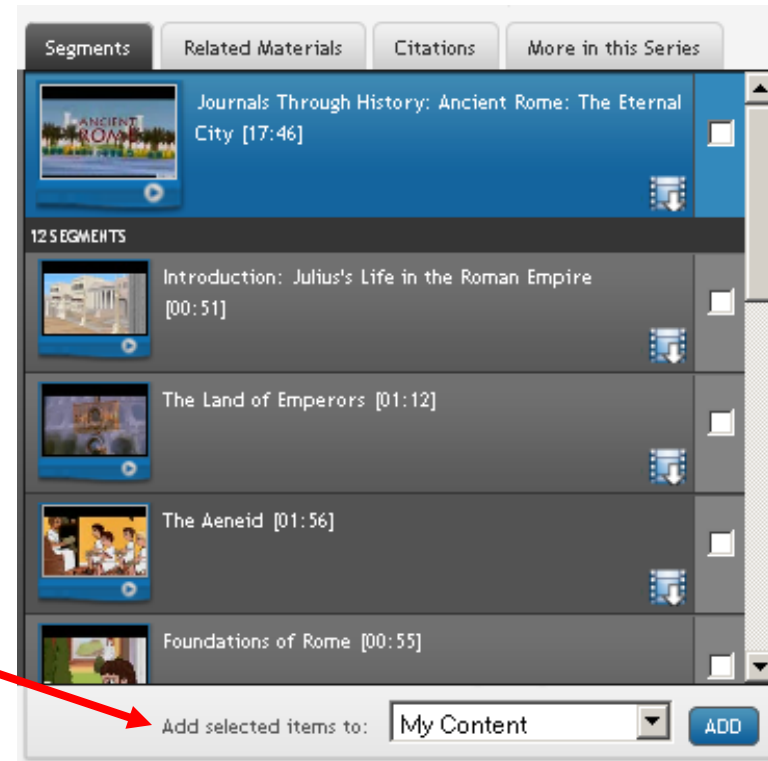 Segments Related Materials Citations More in this Series
ANCIENT
ROME
Journals Through History: Ancient Rome: The Eternal
City [17:46]
12 SEGMENTS
Introduction: Julius's Life in the Roman Empire
[00:51]
The Land of Emperors [01:12]
The Aeneid [01:56]
Foundations of Rome [00:55]
Add selected items to: My Content ADD